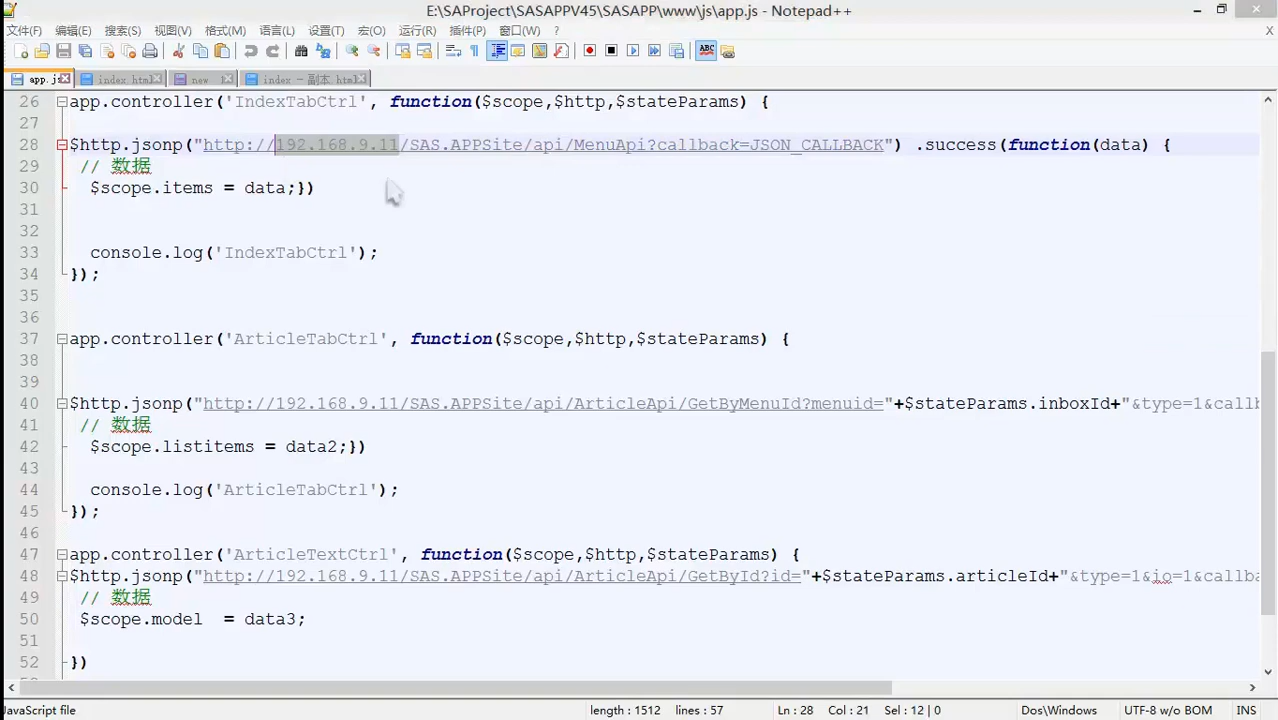 E:\SAProject\SASAPPV45\SASAPP\www\js\app.js - Notepad++
文件(F) 编辑(E) 搜索(S) 视图(V) 格式(M) 语言(L) 设置(T) 宏(O) 运行(R) 插件(P) 窗口(W) ? X
app.js index.html new index - 副本.html
26 app.controller('IndexTabCtrl', function($scope,$http,$stateParams) {
27
28 $http.jsonp("http://192.168.9.11/SAS.APPSite/api/MenuApi?callback=JSON_CALLBACK") .success(function(data) {
29 // 数据
30 $scope.items = data;})
31
32
33 console.log('IndexTabCtrl');
34 });
35
36
37 app.controller('ArticleTabCtrl', function($scope,$http,$stateParams) {
38
39
40 $http.jsonp("http://192.168.9.11/SAS.APPSite/api/ArticleApi/GetByMenuId?menuid="+$stateParams.inboxId+"&type=1&callb
41 // 数据
42 $scope.listitems = data2;})
43
44 console.log('ArticleTabCtrl');
45 });
46
47 app.controller('ArticleTextCtrl', function($scope,$http,$stateParams) {
48 $http.jsonp("http://192.168.9.11/SAS.APPSite/api/ArticleApi/GetById?id="+$stateParams.articleId+"&type=1&jo=1&callba
49 // 数据
50 $scope.model = data3;
51
52 })
JavaScript file length : 1512 lines : 57 Ln : 28 Col : 21 Sel : 12 | 0 Dos\Windows UTF-8 w/o BOM INS